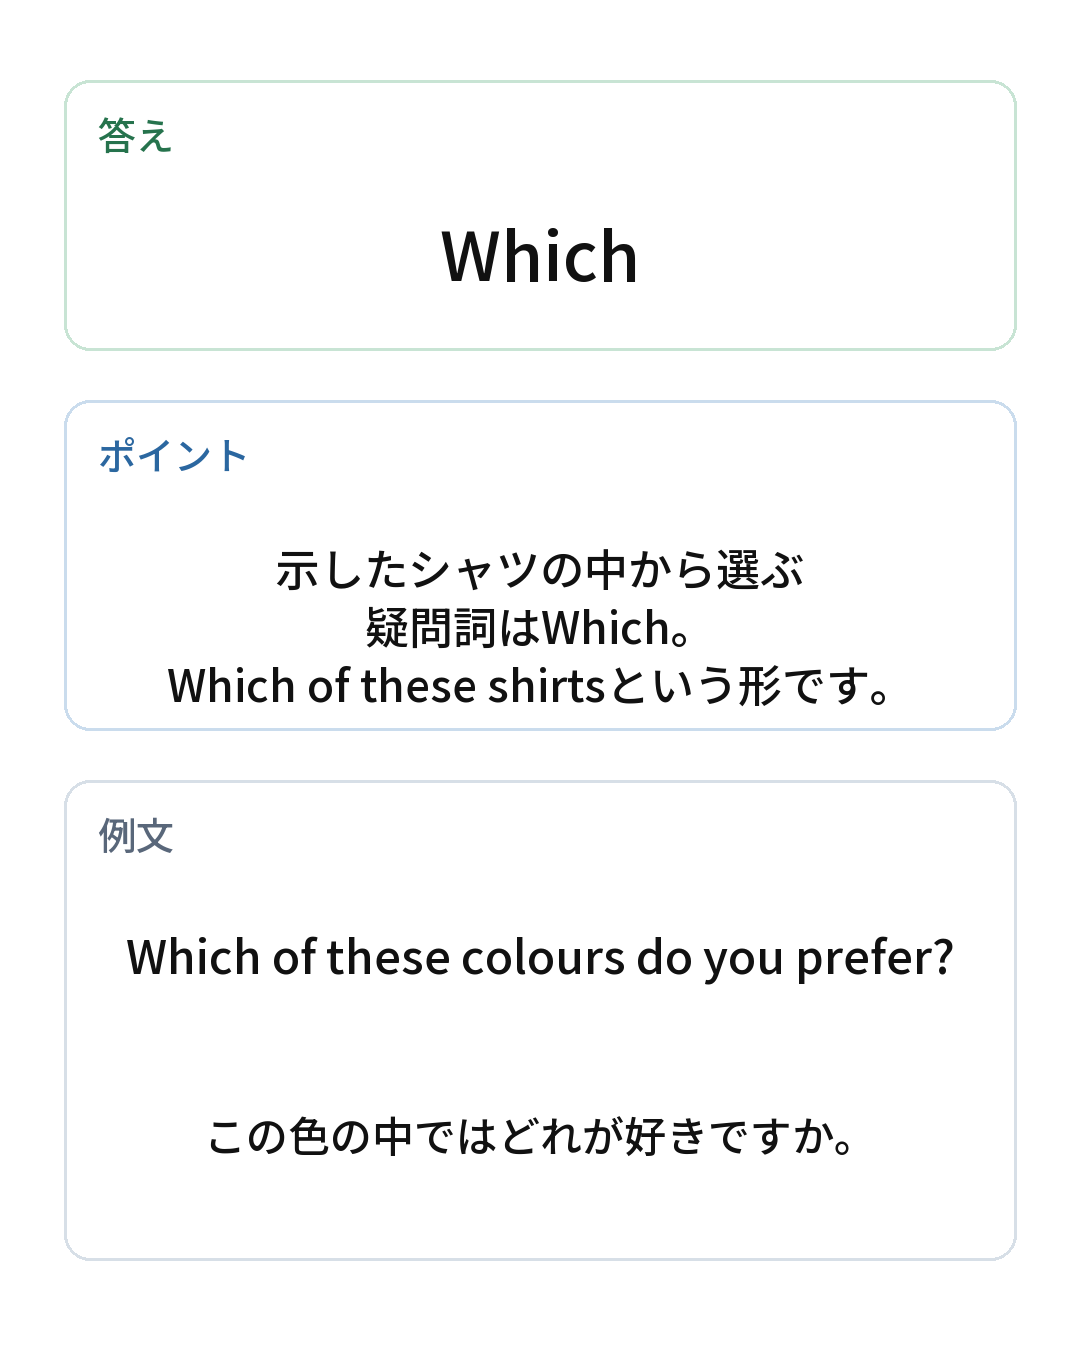 答え
Which
ポイント
示したシャツの中から選ぶ
疑問詞はWhich。
Which of these shirtsという形です。
例文
Which of these colours do you prefer?
この色の中ではどれが好きですか。